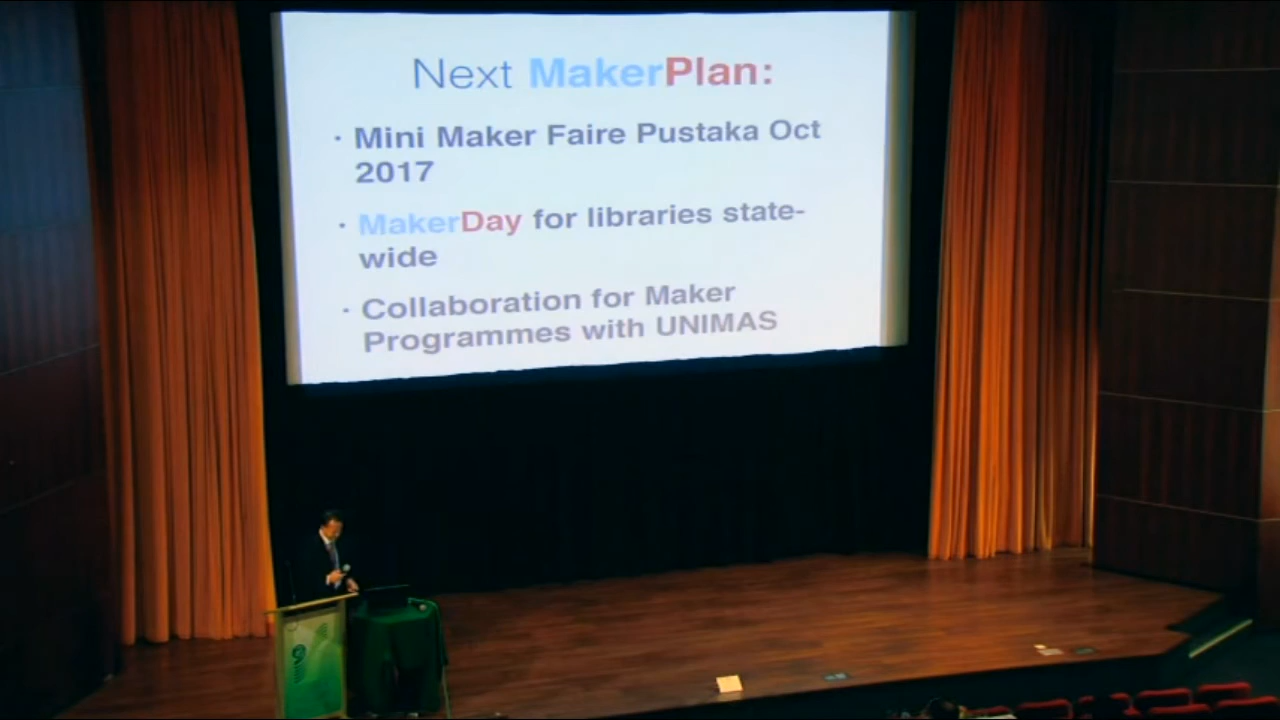 Next MakerPlan:
· Mini Maker Faire Pustaka Oct
2017
· MakerDay for libraries state-
wide
· Collaboration for Maker
Programmes with UNIMAS